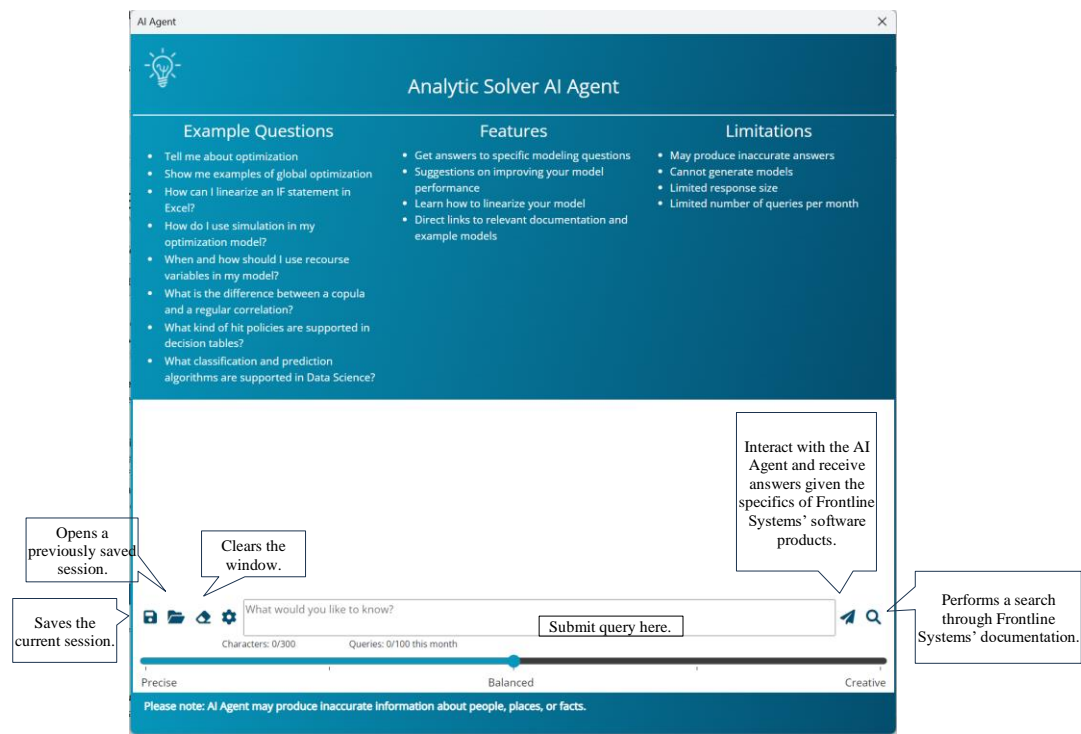 AI Agent
Analytic Solver AI Agent
Example Questions
• Tell me about optimization
• Show me examples of global optimization
• How can I linearize an IF statement in
Excel?
• How do I use simulation in my
optimization model?
• When and how should I use recourse
variables in my model?
• What is the difference between a copula
and a regular correlation?
• What kind of hit policies are supported in
decision tables?
• What classification and prediction
algorithms are supported in Data Science?
Features
• Get answers to specific modeling questions
• Suggestions on improving your model
performance
• Learn how to linearize your model
• Direct links to relevant documentation and
example models
Limitations
• May produce inaccurate answers
• Cannot generate models
• Limited response size
• Limited number of queries per month
Interact with the AI
Agent and receive
answers given the
specifics of Frontline
Systems’ software
products.
Opens a
previously saved
session.
Clears the
window.
Saves the
current session.
What would you like to know?
Submit query here.
Performs a search
through Frontline
Systems’ documentation.
Characters: 0/300
Queries: 0/100 this month
Precise
Balanced
Creative
Please note: AI Agent may produce inaccurate information about people, places, or facts.